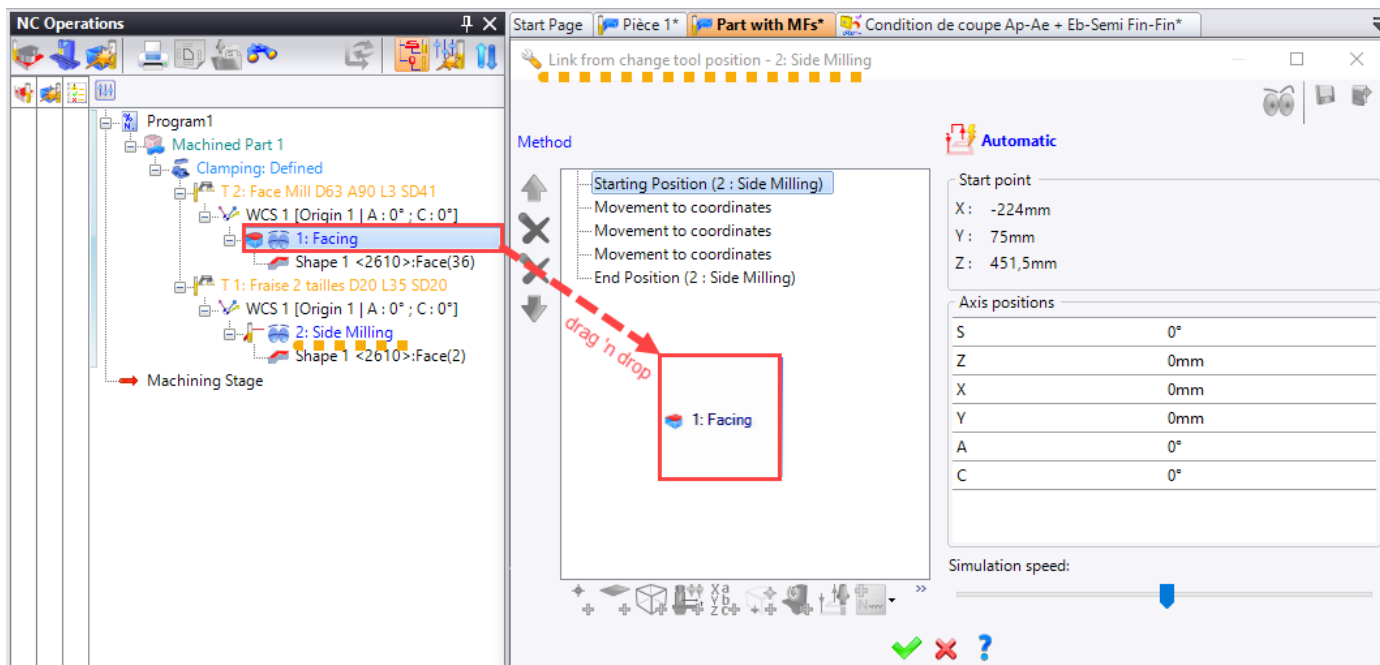 NC Operations
Start Page
Pièce 1*
Part with MFs*
Condition de coupe Ap-Ae + Eb-Semi Fin-Fin*
Link from change tool position - 2: Side Milling
Program1
Machined Part 1
Clamping: Defined
T 2: Face Mill D63 A90 L3 SD41
WCS 1 [Origin 1 | A : 0° ; C : 0°]
1: Facing
Shape 1 <2610>:Face(36)
T 1: Fraise 2 tailles D20 L35 SD20
WCS 1 [Origin 1 | A : 0° ; C : 0°]
2: Side Milling
Shape 1 <2610>:Face(2)
Machining Stage
Method
Starting Position (2 : Side Milling)
Movement to coordinates
Movement to coordinates
Movement to coordinates
End Position (2 : Side Milling)
drag 'n drop
1: Facing
Automatic
Start point
X: -224mm
Y: 75mm
Z: 451,5mm
Axis positions
S 0°
Z 0mm
X 0mm
Y 0mm
A 0°
C 0°
Simulation speed: